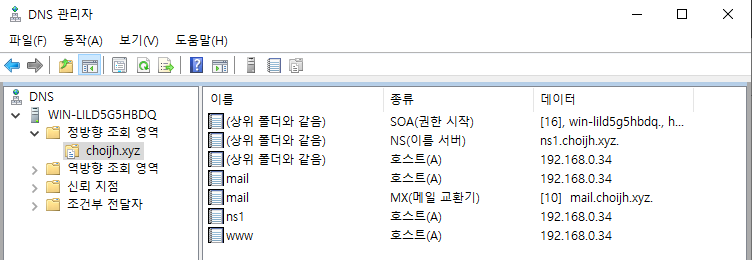 DNS 관리자
파일(F) 동작(A) 보기(V) 도움말(H)
DNS
WIN-LILD5G5HBDQ
정방향 조회 영역
choijh.xyz
역방향 조회 영역
신뢰 지점
조건부 전달자
이름 종류 데이터
(상위 폴더와 같음) SOA(권한 시작) [16], win-lild5g5hbdq., h...
(상위 폴더와 같음) NS(이름 서버) ns1.choijh.xyz.
(상위 폴더와 같음) 호스트(A) 192.168.0.34
mail 호스트(A) 192.168.0.34
mail MX(메일 교환기) [10] mail.choijh.xyz.
ns1 호스트(A) 192.168.0.34
www 호스트(A) 192.168.0.34